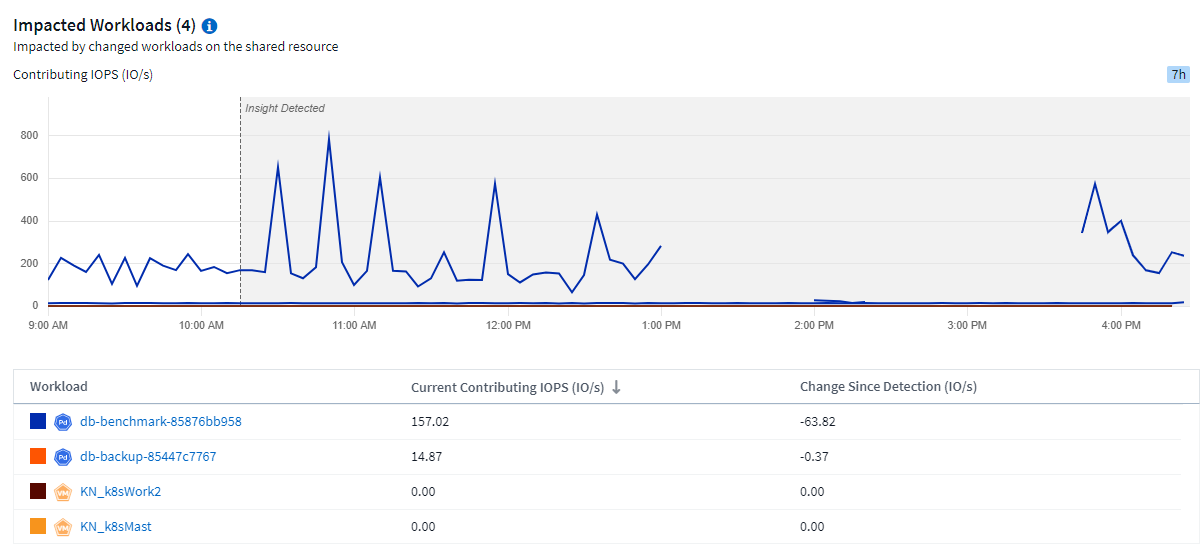 Impacted Workloads (4) i
Impacted by changed workloads on the shared resource
Contributing IOPS (IO/s) 7h
Insight Detected
800
600
400
200
0
9:00 AM 10:00 AM 11:00 AM 12:00 PM 1:00 PM 2:00 PM 3:00 PM 4:00 PM
Workload Current Contributing IOPS (IO/s) ↓ Change Since Detection (IO/s)
Pd db-benchmark-85876bb958 157.02 -63.82
Pd db-backup-85447c7767 14.87 -0.37
VM KN_k8sWork2 0.00 0.00
VM KN_k8sMast 0.00 0.00